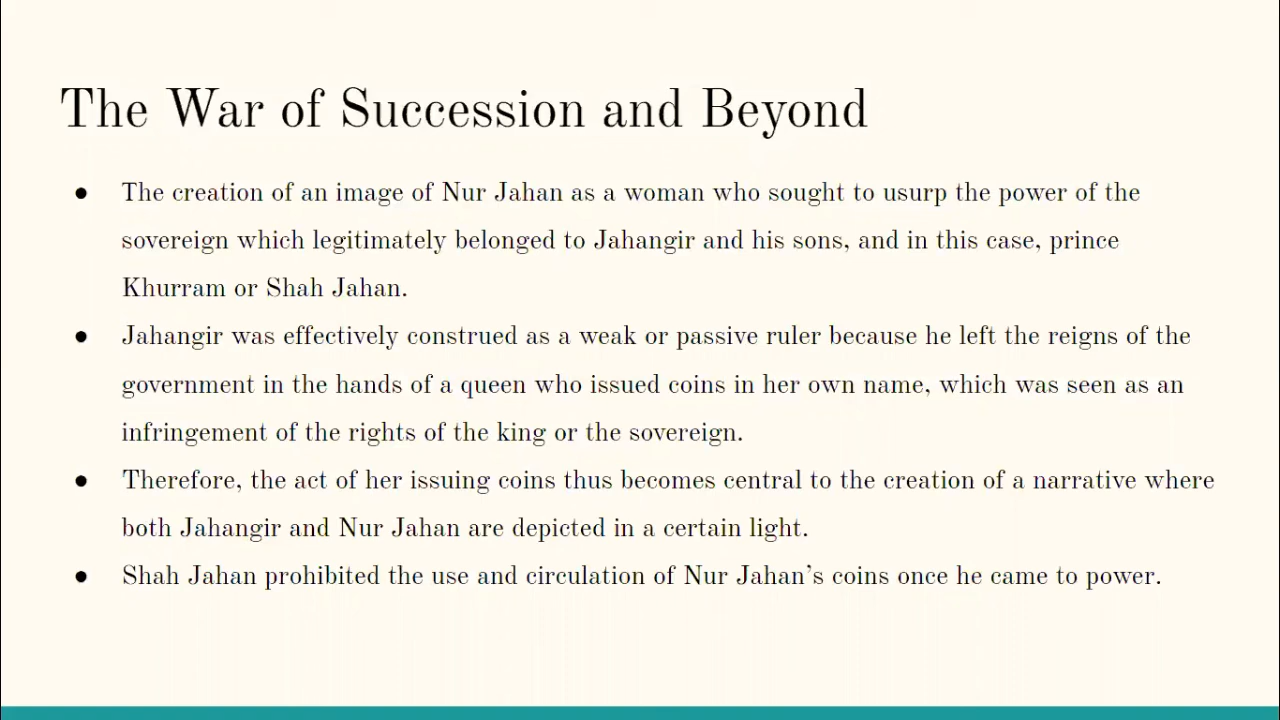 The War of Succession and Beyond
● The creation of an image of Nur Jahan as a woman who sought to usurp the power of the
sovereign which legitimately belonged to Jahangir and his sons, and in this case, prince
Khurram or Shah Jahan.
● Jahangir was effectively construed as a weak or passive ruler because he left the reigns of the
government in the hands of a queen who issued coins in her own name, which was seen as an
infringement of the rights of the king or the sovereign.
● Therefore, the act of her issuing coins thus becomes central to the creation of a narrative where
both Jahangir and Nur Jahan are depicted in a certain light.
● Shah Jahan prohibited the use and circulation of Nur Jahan’s coins once he came to power.